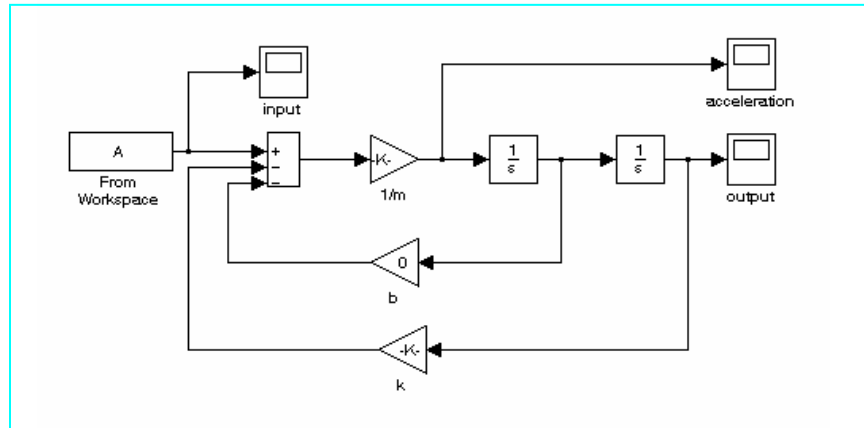 input
acceleration
A
From
Workspace
+
−
−
-K-
1/m
1
s
1
s
output
0
b
-K-
k